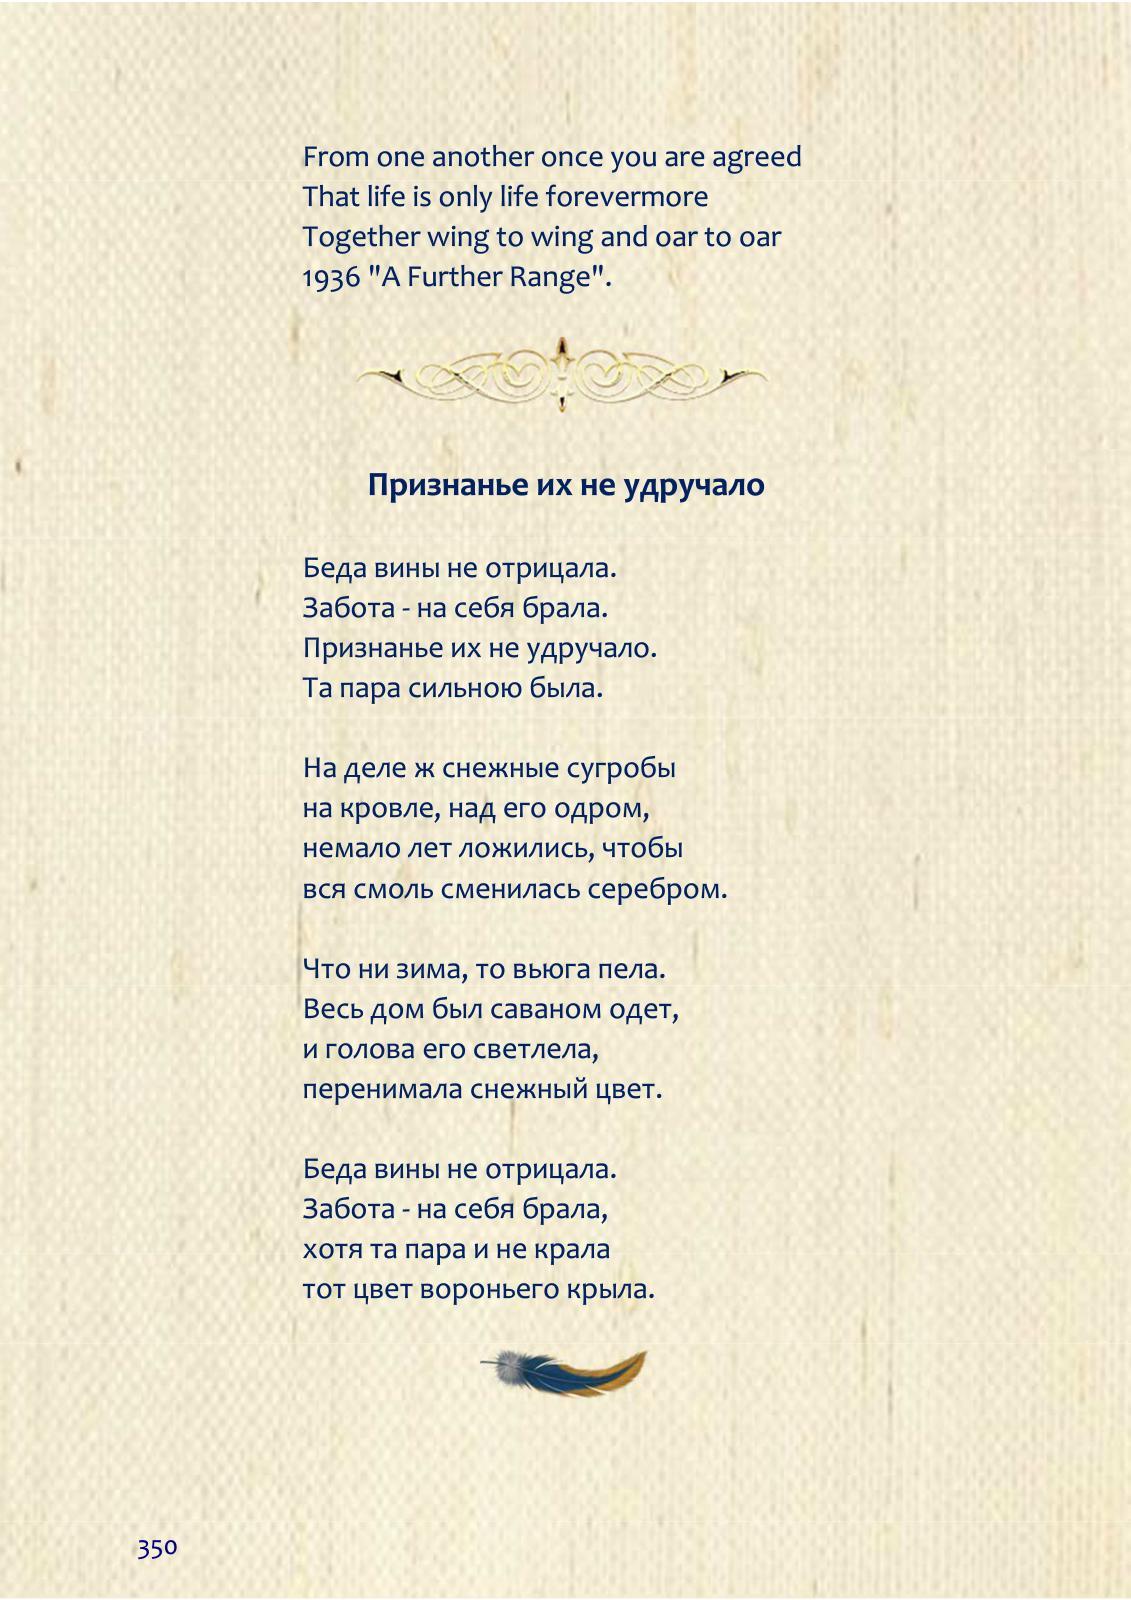 From one another once you are agreed
That life is only life forevermore
Together wing to wing and oar to oar
1936 "A Further Range".
Признанье их не удручало
Беда вины не отрицала.
Забота - на себя брала.
Признанье их не удручало.
Та пара сильною была.
На деле ж снежные сугробы
на кровле, над его одром,
немало лет ложились, чтобы
вся смоль сменилась серебром.
Что ни зима, то вьюга пела.
Весь дом был саваном одет,
и голова его светлела,
перенимала снежный цвет.
Беда вины не отрицала.
Забота - на себя брала,
хотя та пара и не крала
тот цвет вороньего крыла.
350